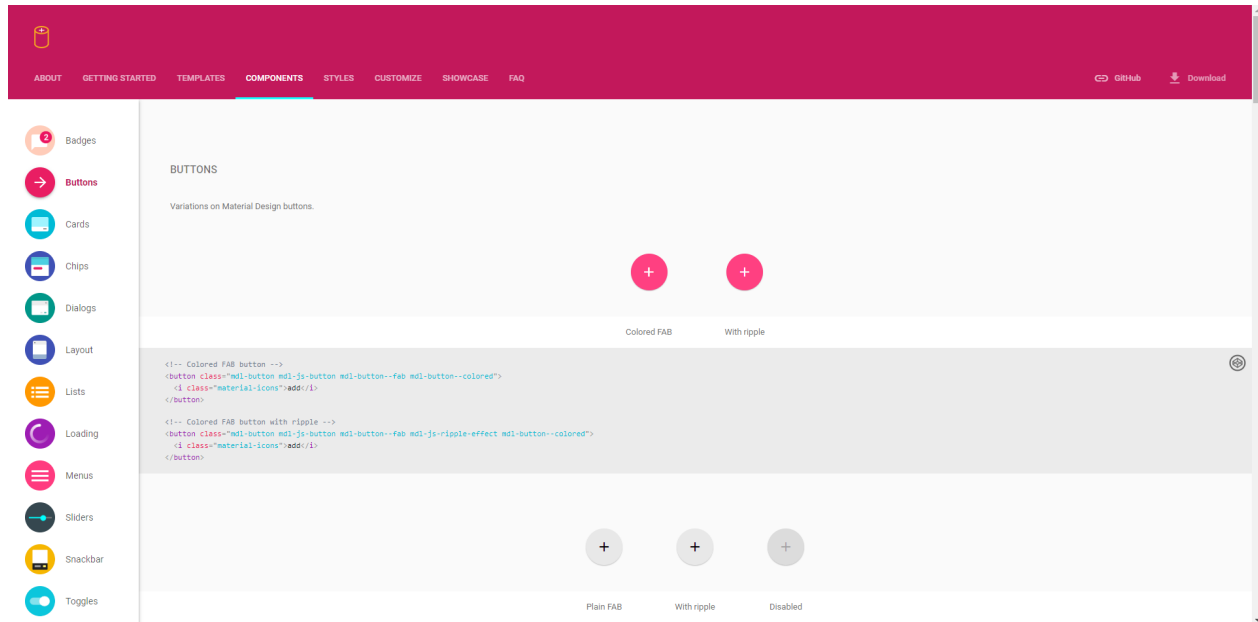 ABOUT GETTING STARTED TEMPLATES COMPONENTS STYLES CUSTOMIZE SHOWCASE FAQ GitHub Download
2
Badges
Buttons
Cards
Chips
Dialogs
Layout
Lists
Loading
Menus
Sliders
Snackbar
Toggles
BUTTONS
Variations on Material Design buttons.
+ +
Colored FAB With ripple
<!-- Colored FAB button -->
<button class="mdl-button mdl-js-button mdl-button--fab mdl-button--colored">
  <i class="material-icons">add</i>
</button>
<!-- Colored FAB button with ripple -->
<button class="mdl-button mdl-js-button mdl-button--fab mdl-js-ripple-effect mdl-button--colored">
  <i class="material-icons">add</i>
</button>
+ + +
Plain FAB With ripple Disabled